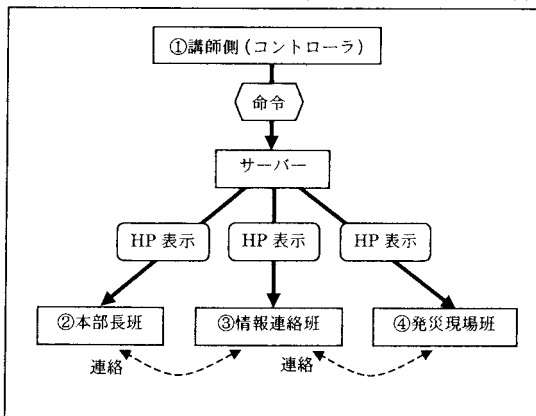 ①講師側(コントローラ)
命令
サーバー
HP 表示
HP 表示
HP 表示
②本部長班
③情報連絡班
④発災現場班
連絡
連絡